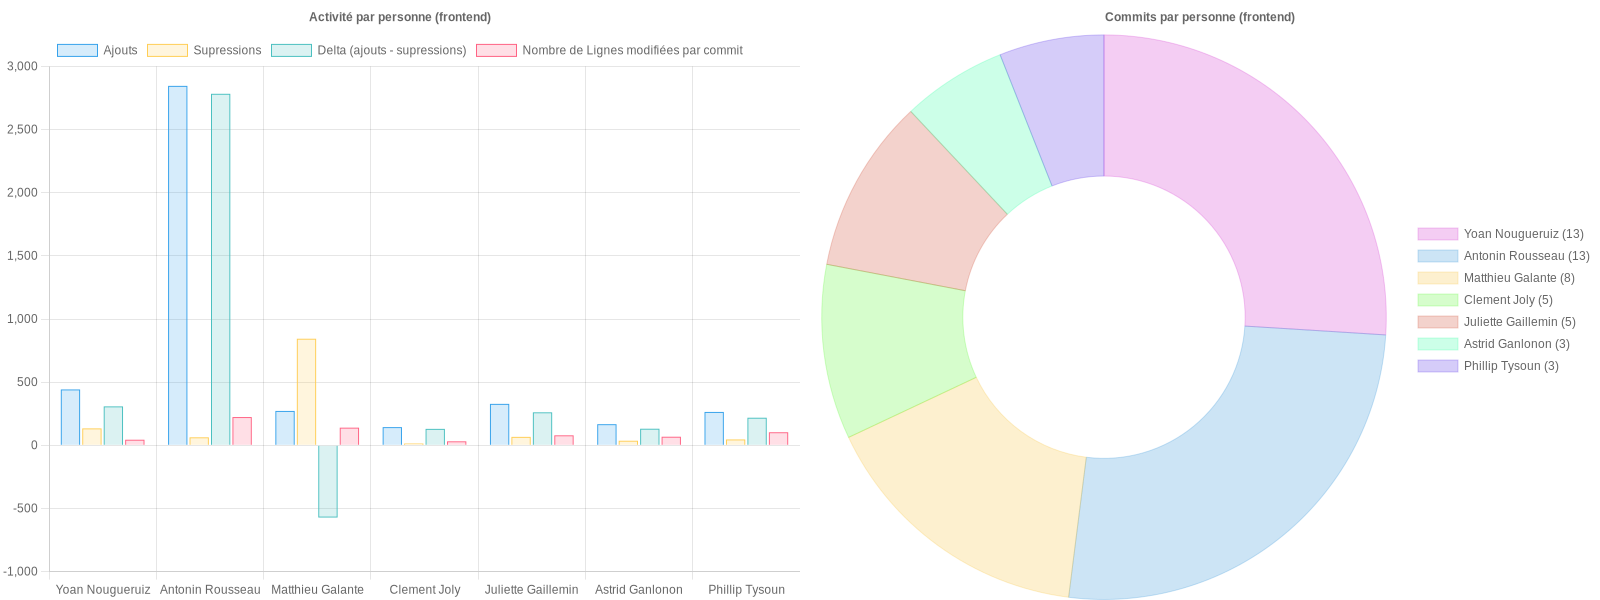 Activité par personne (frontend)
Ajouts Supressions Delta (ajouts - supressions) Nombre de Lignes modifiées par commit
3,000
2,500
2,000
1,500
1,000
500
0
-500
-1,000
Yoan Nougueruiz Antonin Rousseau Matthieu Galante Clement Joly Juliette Gaillemin Astrid Ganlonon Phillip Tysoun
Commits par personne (frontend)
Yoan Nougueruiz (13)
Antonin Rousseau (13)
Matthieu Galante (8)
Clement Joly (5)
Juliette Gaillemin (5)
Astrid Ganlonon (3)
Phillip Tysoun (3)